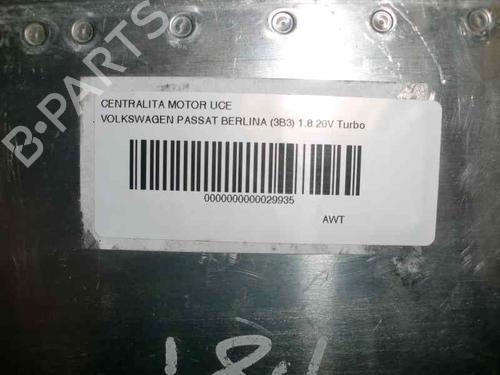 B-PARTS
CENTRALITA MOTOR UCE
VOLKSWAGEN PASSAT BERLINA (3B3) 1.8 20V Turbo
0000000000029935
AWT